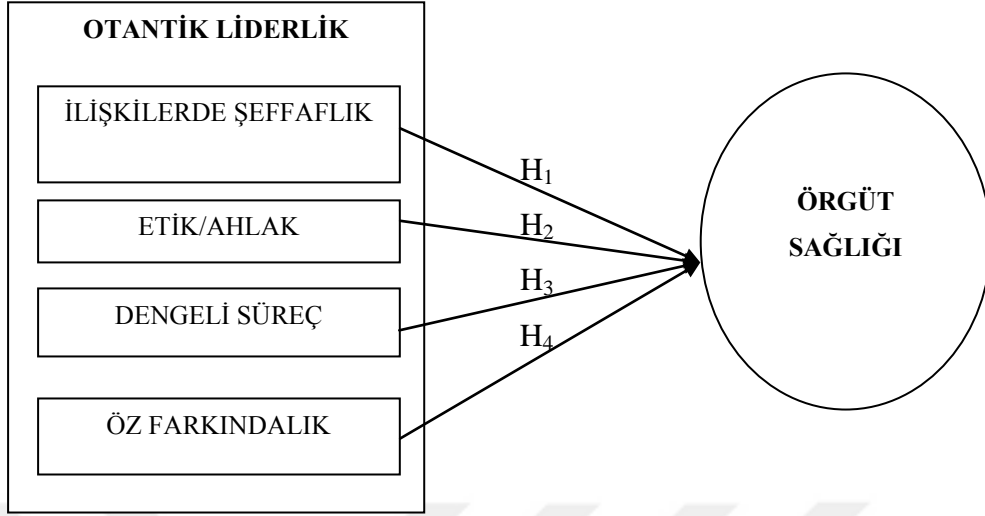 OTANTİK LİDERLİK
İLİŞKİLERDE ŞEFFAFLIK
ETİK/AHLAK
DENGELİ SÜREÇ
ÖZ FARKINDALIK
H₁
H₂
H₃
H₄
ÖRGÜT
SAĞLIĞI